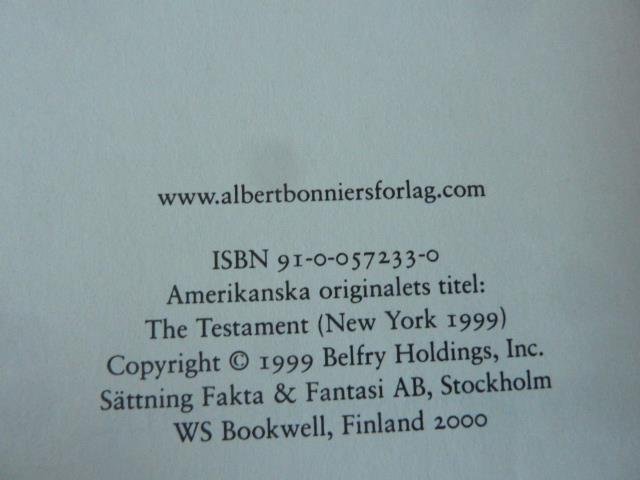 www.albertbonniersforlag.com
ISBN 91-0-057233-0
Amerikanska originalets titel:
The Testament (New York 1999)
Copyright © 1999 Belfry Holdings, Inc.
Sättning Fakta & Fantasi AB, Stockholm
WS Bookwell, Finland 2000